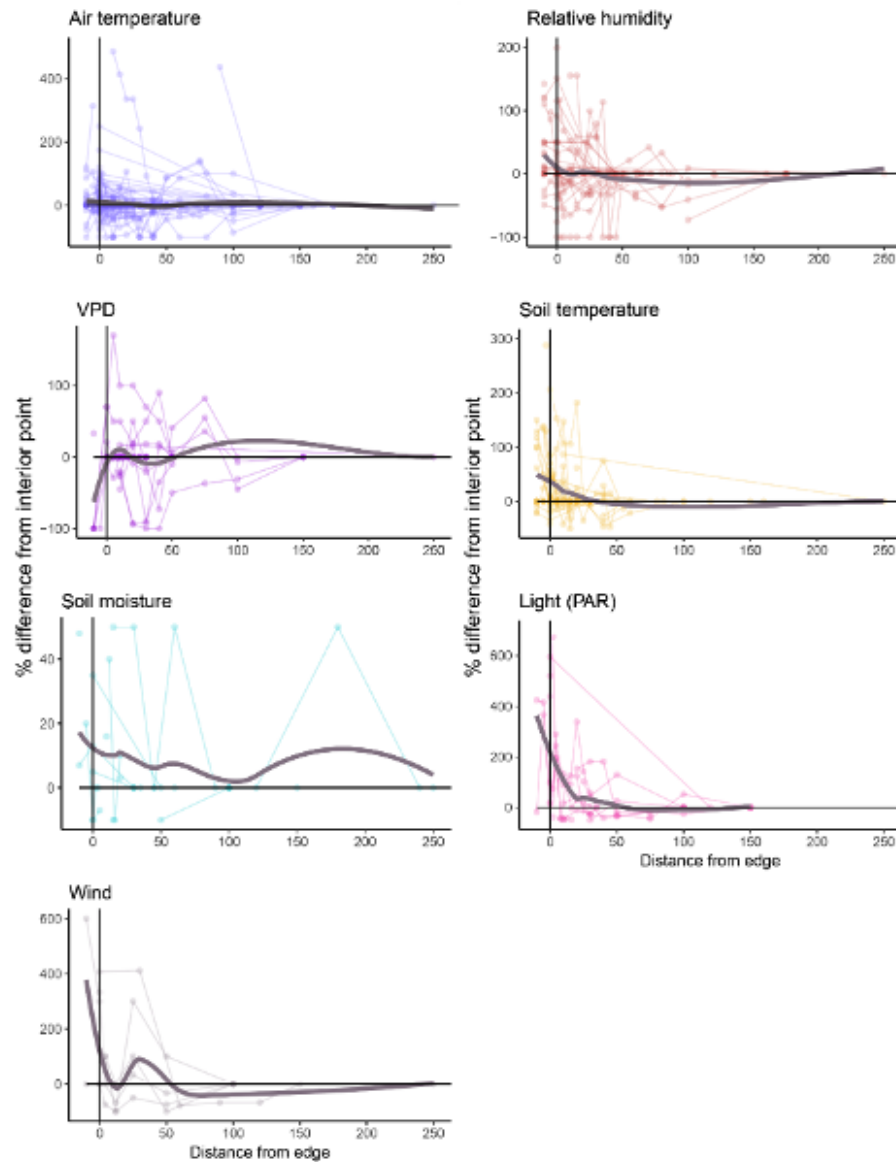 Air temperature
400
200
0
0 50 100 150 200 250
Relative humidity
200
100
0
−100
0 50 100 150 200 250
VPD
100
0
−100
0 50 100 150 200 250
Soil temperature
300
200
100
0
0 50 100 150 200 250
% difference from interior point
% difference from interior point
Soil moisture
40
20
0
0 50 100 150 200 250
Light (PAR)
600
400
200
0
0 50 100 150 200 250
Distance from edge
Wind
600
400
200
0
0 50 100 150 200 250
Distance from edge